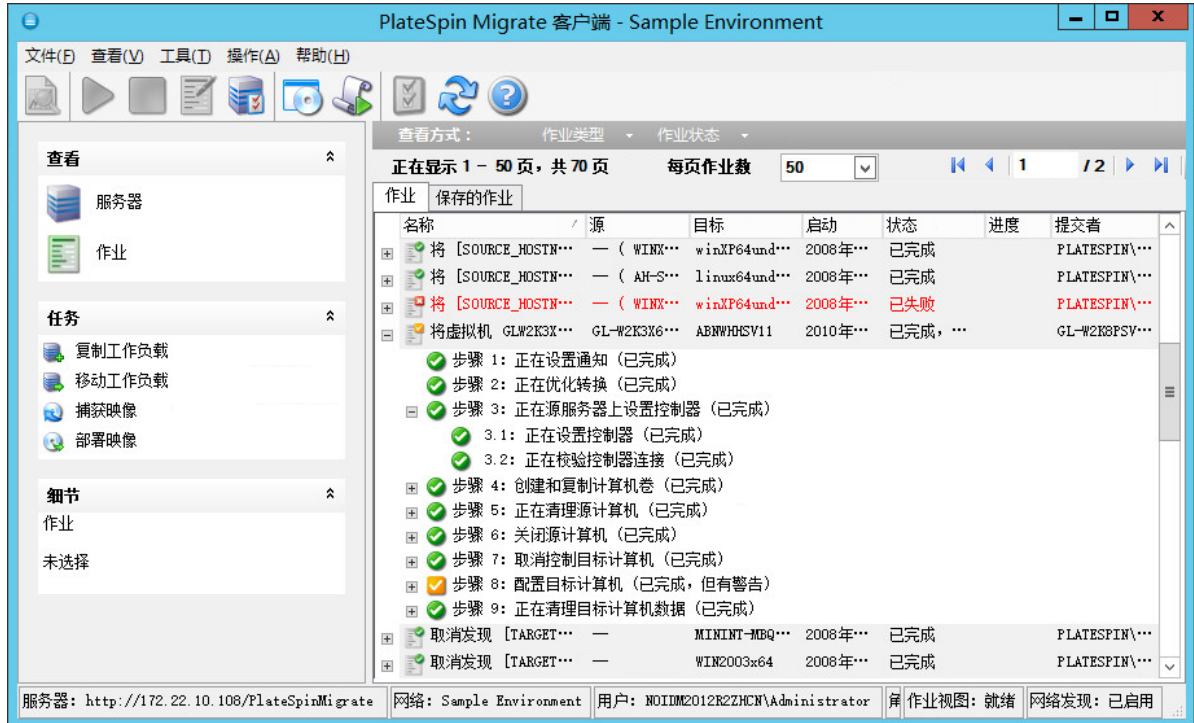 PlateSpin Migrate 客户端 - Sample Environment
文件(F) 查看(V) 工具(T) 操作(A) 帮助(H)
查看方式： 作业类型 作业状态
查看
服务器
作业
任务
复制工作负载
移动工作负载
捕获映像
部署映像
细节
作业
未选择
正在显示 1 - 50 页，共 70 页 每页作业数 50 1 / 2
作业 保存的作业
名称 源 目标 启动 状态 进度 提交者
将 [SOURCE_HOSTN… — ( WINX… winXP64und… 2008年… 已完成 PLATESPIN\…
将 [SOURCE_HOSTN… — ( AH-S… linux64und… 2008年… 已完成 PLATESPIN\…
将 [SOURCE_HOSTN… — ( WINX… winXP64und… 2008年… 已失败 PLATESPIN\…
将虚拟机 GLW2K3X… GL-W2K3X6… ABNWHHSV11 2010年… 已完成，… GL-W2K8PSV…
步骤 1: 正在设置通知 (已完成)
步骤 2: 正在优化转换 (已完成)
步骤 3: 正在源服务器上设置控制器 (已完成)
3.1: 正在设置控制器 (已完成)
3.2: 正在校验控制器连接 (已完成)
步骤 4: 创建和复制计算机卷 (已完成)
步骤 5: 正在清理源计算机 (已完成)
步骤 6: 关闭源计算机 (已完成)
步骤 7: 取消控制目标计算机 (已完成)
步骤 8: 配置目标计算机 (已完成，但有警告)
步骤 9: 正在清理目标计算机数据 (已完成)
取消发现 [TARGET… — MININT-MBQ… 2008年… 已完成 PLATESPIN\…
取消发现 [TARGET… — WIN2003x64 2008年… 已完成 PLATESPIN\…
服务器: http://172.22.10.108/PlateSpinMigrate 网络: Sample Environment 用户: NOIDM2012R2ZHCN\Administrator 作业视图: 就绪 网络发现: 已启用